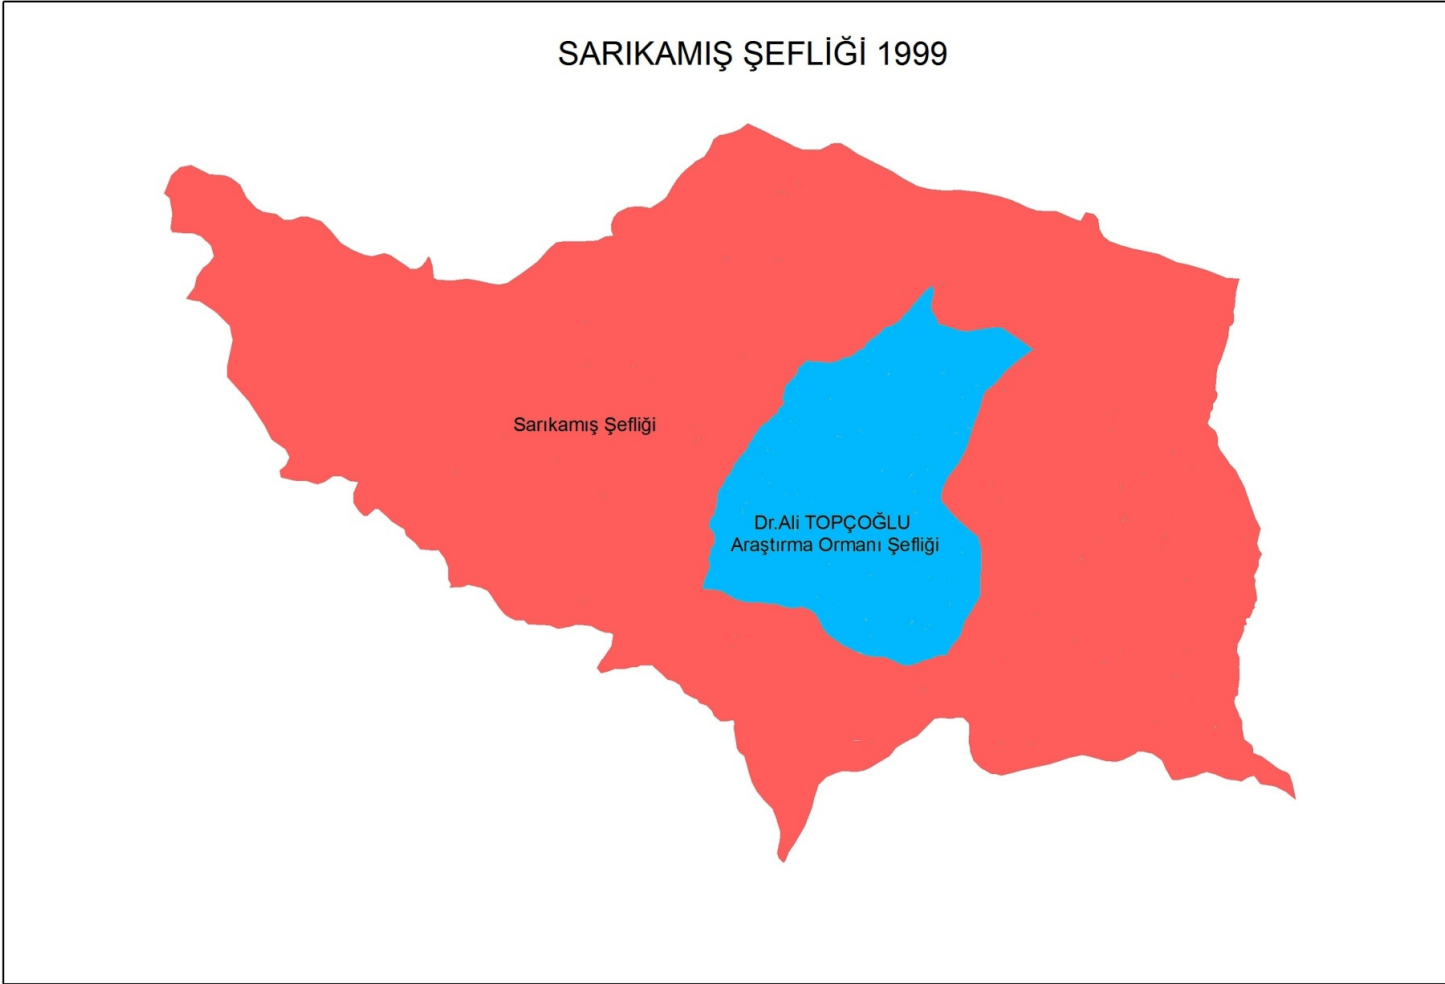 SARIKAMIŞ ŞEFLİĞİ 1999
Sarıkamış Şefliği
Dr.Ali TOPÇOĞLU
Araştırma Ormanı Şefliği